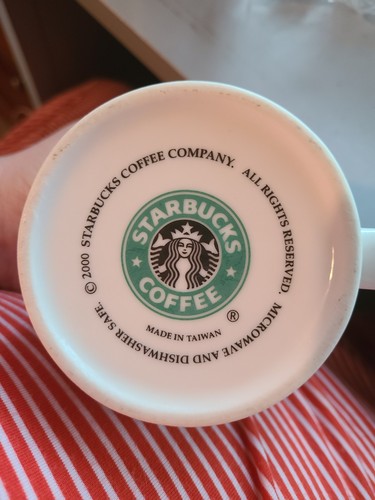 © 2000 STARBUCKS COFFEE COMPANY. ALL RIGHTS RESERVED. MICROWAVE AND DISHWASHER SAFE.
STARBUCKS
COFFEE
®
MADE IN TAIWAN